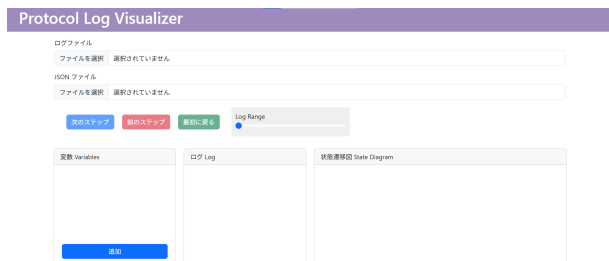 Protocol Log Visualizer
ログファイル
ファイルを選択 選択されていません
JSON ファイル
ファイルを選択 選択されていません
次のステップ 前のステップ 最初に戻る Log Range
変数 Variables ログ Log 状態遷移図 State Diagram
追加